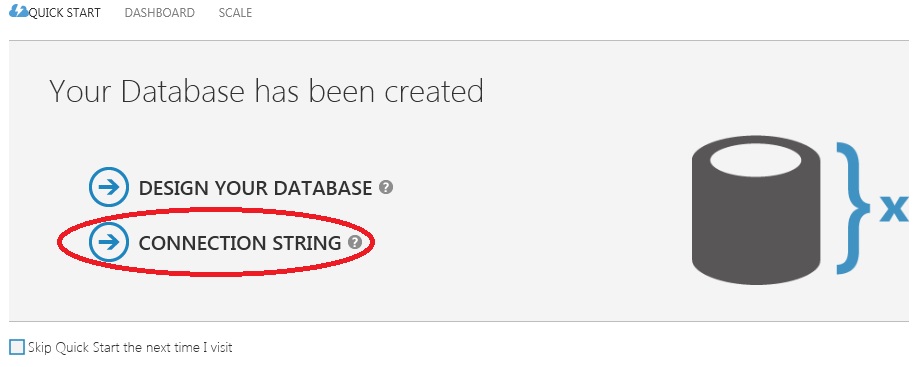 QUICK START DASHBOARD SCALE
Your Database has been created
DESIGN YOUR DATABASE ?
CONNECTION STRING ?
} x
Skip Quick Start the next time I visit